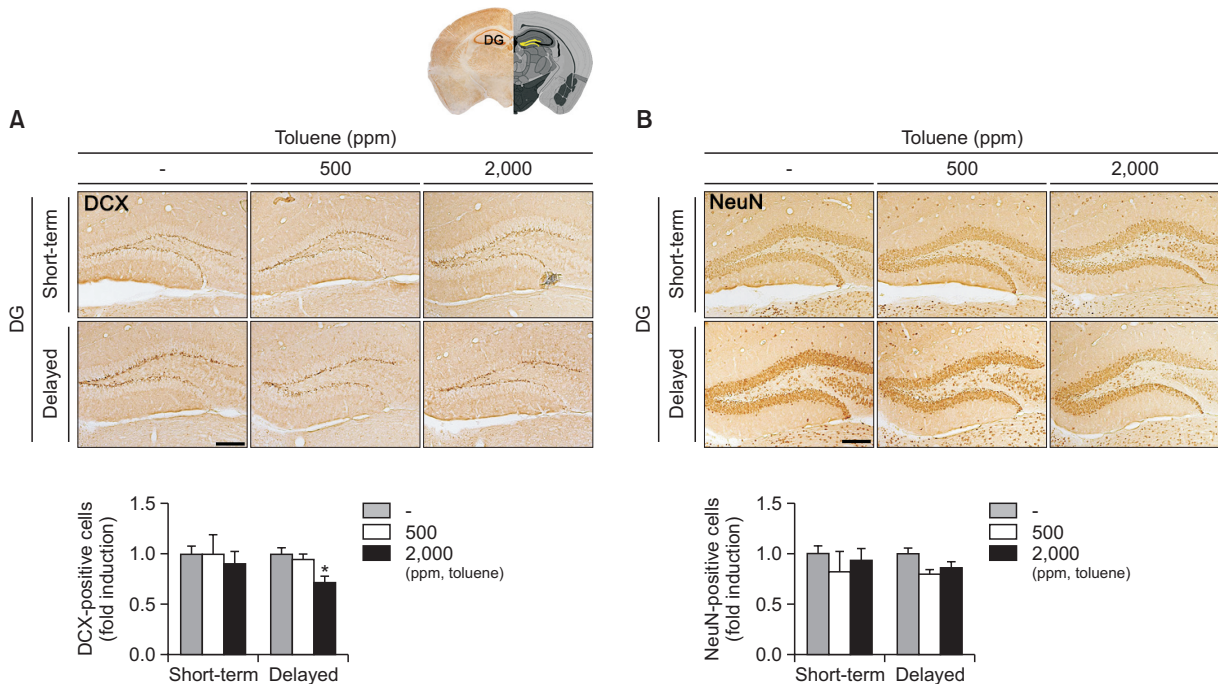 DG
A
Toluene (ppm)
- 500 2,000
DG
Short-term
DCX
Delayed
DCX-positive cells
(fold induction)
1.5
1.0
0.5
0.0
*
Short-term Delayed
-
500
2,000
(ppm, toluene)
B
Toluene (ppm)
- 500 2,000
DG
Short-term
NeuN
Delayed
NeuN-positive cells
(fold induction)
1.5
1.0
0.5
0.0
Short-term Delayed
-
500
2,000
(ppm, toluene)